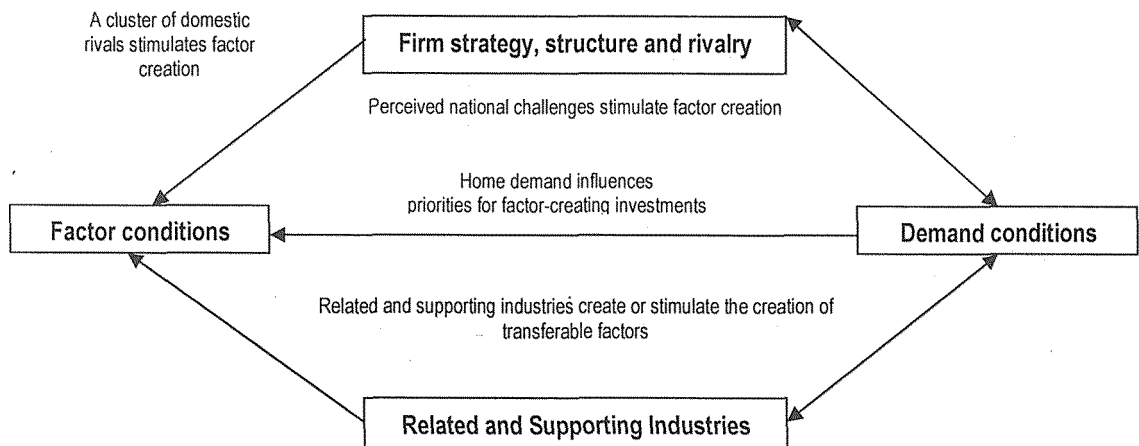 A cluster of domestic
rivals stimulates factor
creation
Firm strategy, structure and rivalry
Perceived national challenges stimulate factor creation
Home demand influences
priorities for factor-creating investments
Factor conditions
Demand conditions
Related and supporting industries create or stimulate the creation of
transferable factors
Related and Supporting Industries